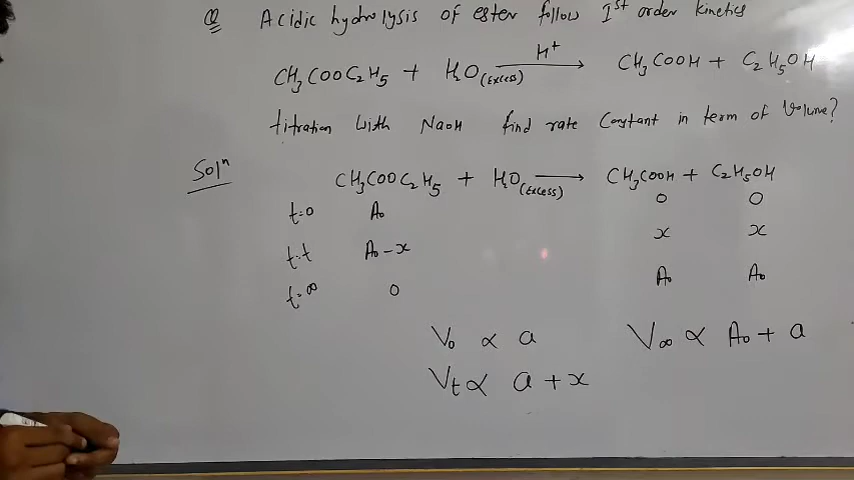 Q Acidic hydrolysis of ester follow 1st order kinetics
CH₃COOC₂H₅ + H₂O(Excess) —H⁺→ CH₃COOH + C₂H₅OH
titration with NaOH find rate Constant in term of Volume?
Solⁿ CH₃COOC₂H₅ + H₂O(Excess) → CH₃COOH + C₂H₅OH
t=0 A₀ 0 0
t=t A₀-x x x
t=∞ 0 A₀ A₀
V₀ ∝ a V∞ ∝ A₀ + a
Vt ∝ a + x